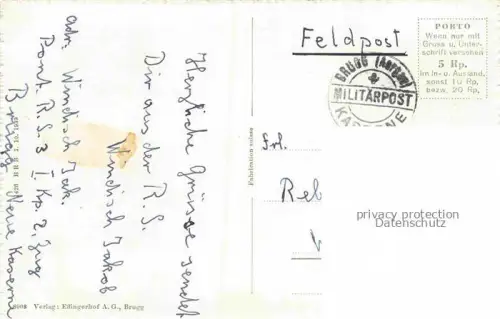 Herzliche Grüsse sendet
Dir aus der R.S.
Windisch Jakob
Adr. Windisch Jak.
Pont. R.S. 3 I Kp. 2. Zug
Brugg Neue Kaserne
Verlag: Effingerhof A. G., Brugg
Feldpost
BRUGG (Aargau)
MILITÄRPOST
KASERNE
PORTO
Wenn nur mit
Gruss u. Unter-
schrift versehen
5 Rp.
im In- u. Ausland.
sonst 10 Rp
bezw. 20 Rp.
Frl.
Reb
privacy protection
Datenschutz